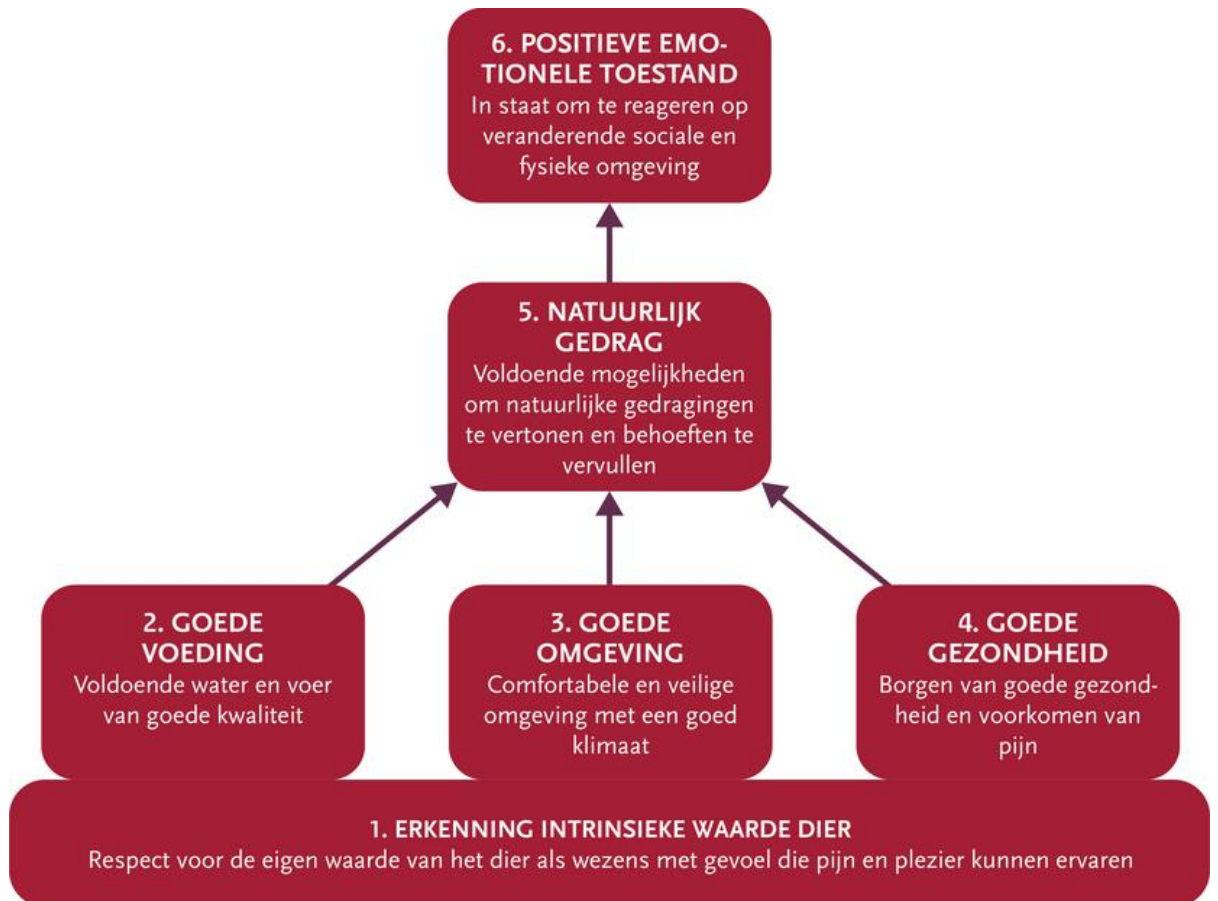 6. POSITIEVE EMO-
TIONELE TOESTAND
In staat om te reageren op
veranderende sociale en
fysieke omgeving
5. NATUURLIJK
GEDRAG
Voldoende mogelijkheden
om natuurlijke gedragingen
te vertonen en behoeften te
vervullen
2. GOEDE
VOEDING
Voldoende water en voer
van goede kwaliteit
3. GOEDE
OMGEVING
Comfortabele en veilige
omgeving met een goed
klimaat
4. GOEDE
GEZONDHEID
Borgen van goede gezond-
heid en voorkomen van
pijn
1. ERKENNING INTRINSIEKE WAARDE DIER
Respect voor de eigen waarde van het dier als wezens met gevoel die pijn en plezier kunnen ervaren